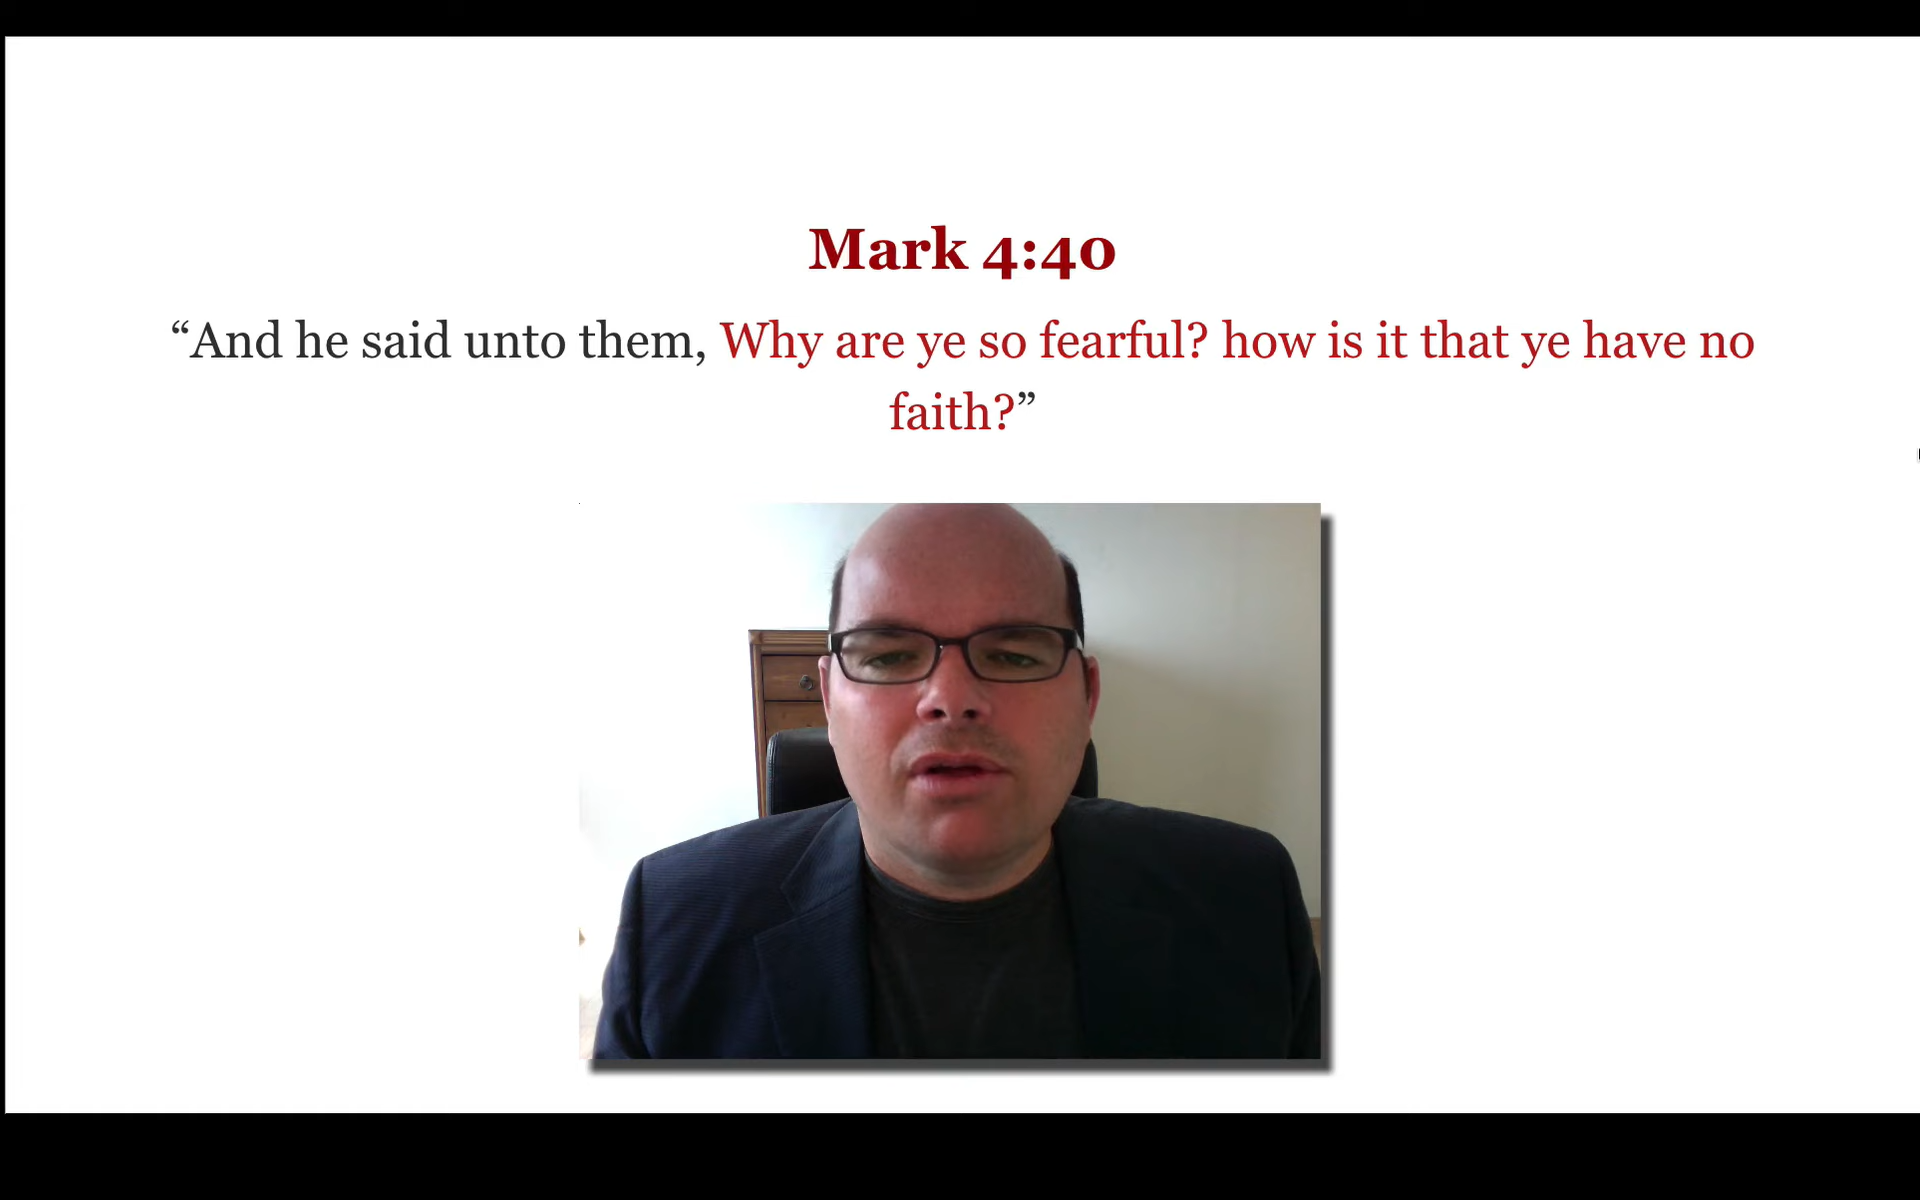 Mark 4:40
“And he said unto them, Why are ye so fearful? how is it that ye have no
faith?”